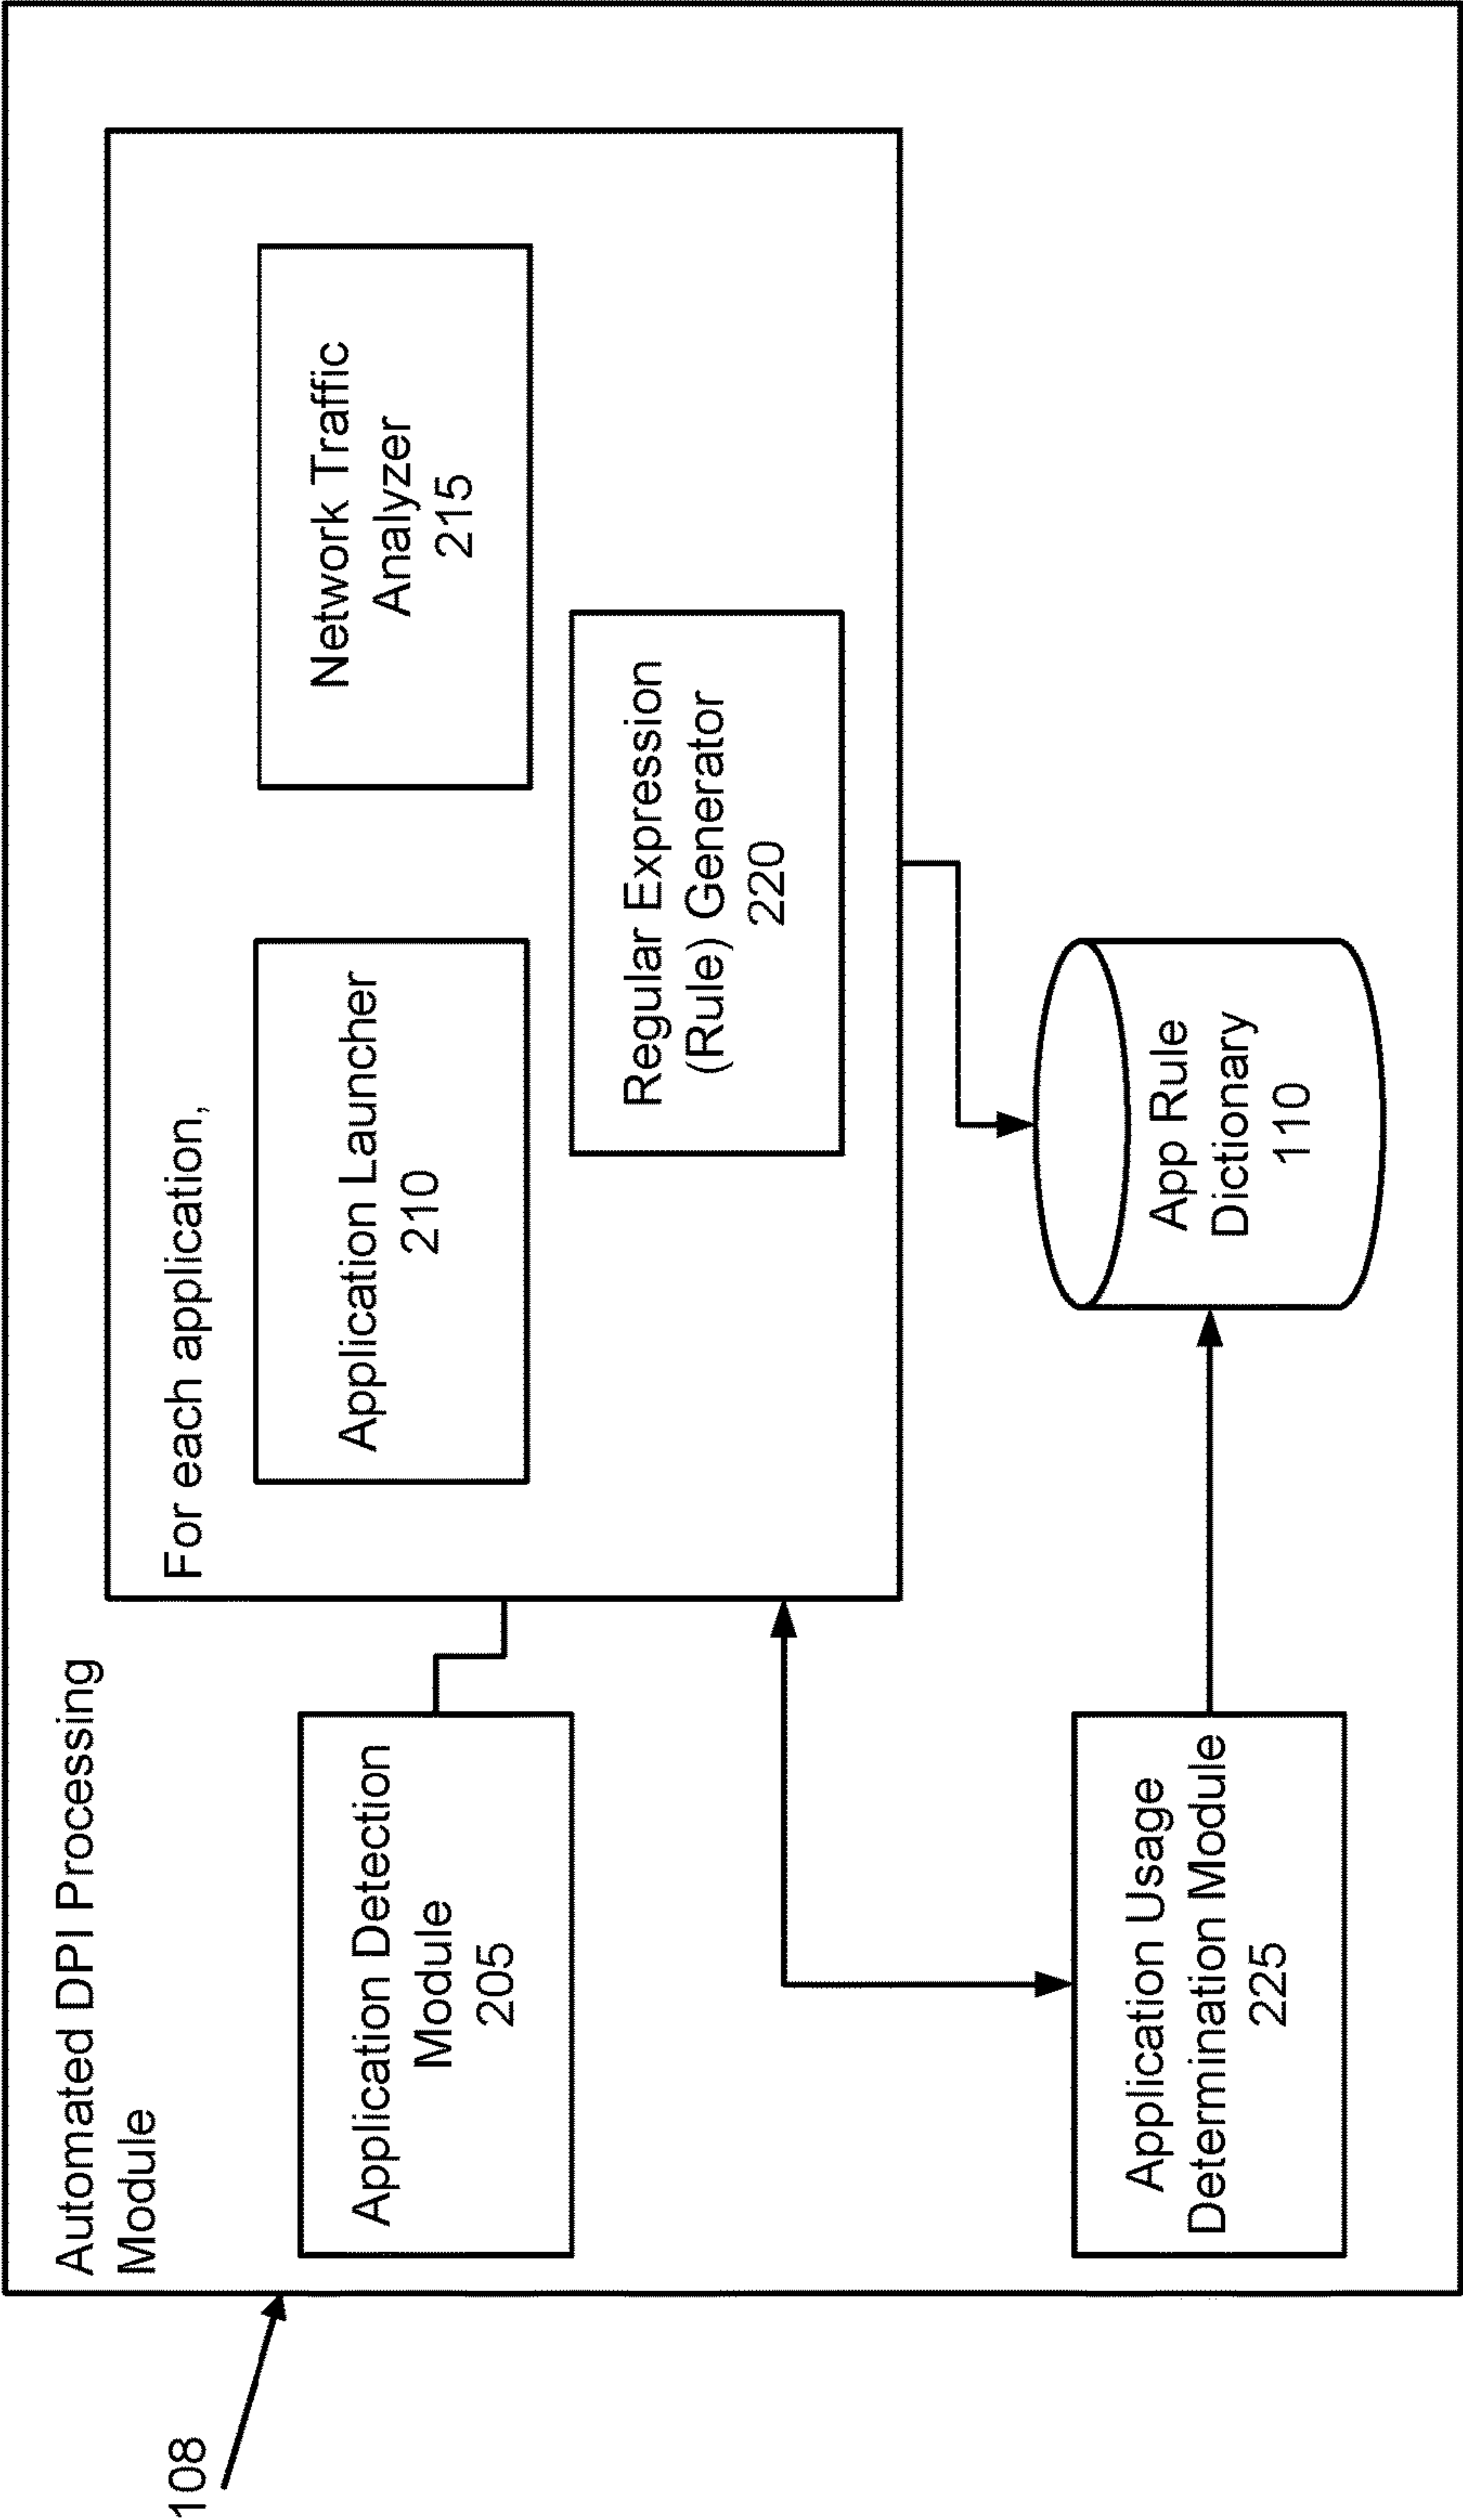 108
Automated DPI Processing
Module
For each application,
Application Detection
Module
205
Application Launcher
210
Network Traffic
Analyzer
215
Regular Expression
(Rule) Generator
220
Application Usage
Determination Module
225
App Rule
Dictionary
110